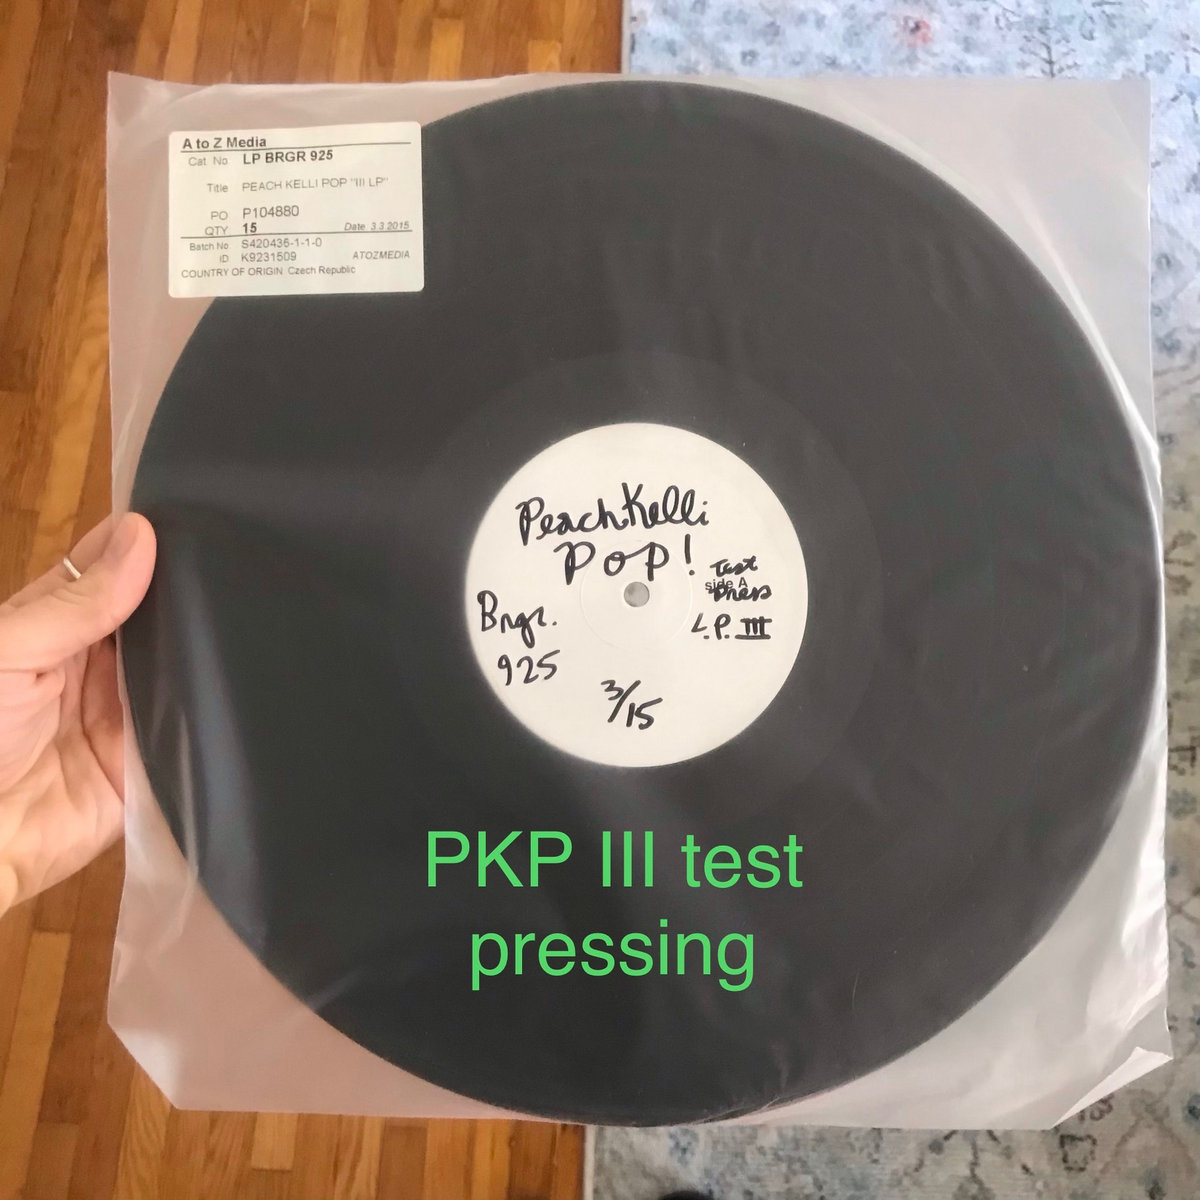 A to Z Media
Cat. No LP BRGR 925
Title PEACH KELLI POP "III LP"
PO P104880
QTY 15 Date 3.3.2015
Batch No S420436-1-1-0
ID K9231509 ATOZMEDIA
COUNTRY OF ORIGIN Czech Republic
Peach Kelli
Pop!
Test
side A
Press
Brgr.
L.P. III
925
3/15
PKP III test
pressing